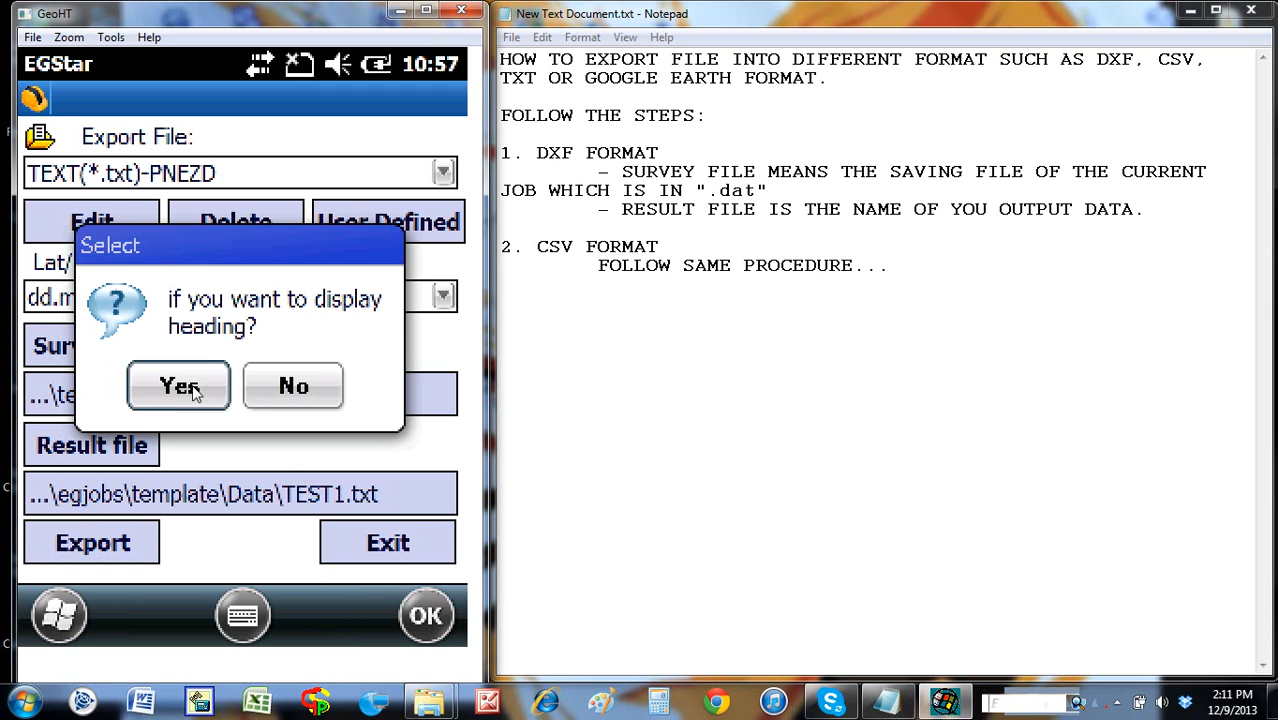 GeoHT
File Zoom Tools Help
EGStar 10:57
Export File:
TEXT(*.txt)-PNEZD
Edit Delete User Defined
Lat/
dd.m
Select
if you want to display
heading?
Yes No
Surv
...\te
Result file
...\egjobs\template\Data\TEST1.txt
Export Exit
OK
New Text Document.txt - Notepad
File Edit Format View Help
HOW TO EXPORT FILE INTO DIFFERENT FORMAT SUCH AS DXF, CSV,
TXT OR GOOGLE EARTH FORMAT.
FOLLOW THE STEPS:
1. DXF FORMAT
- SURVEY FILE MEANS THE SAVING FILE OF THE CURRENT
JOB WHICH IS IN ".dat"
- RESULT FILE IS THE NAME OF YOU OUTPUT DATA.
2. CSV FORMAT
FOLLOW SAME PROCEDURE...
2:11 PM
12/9/2013